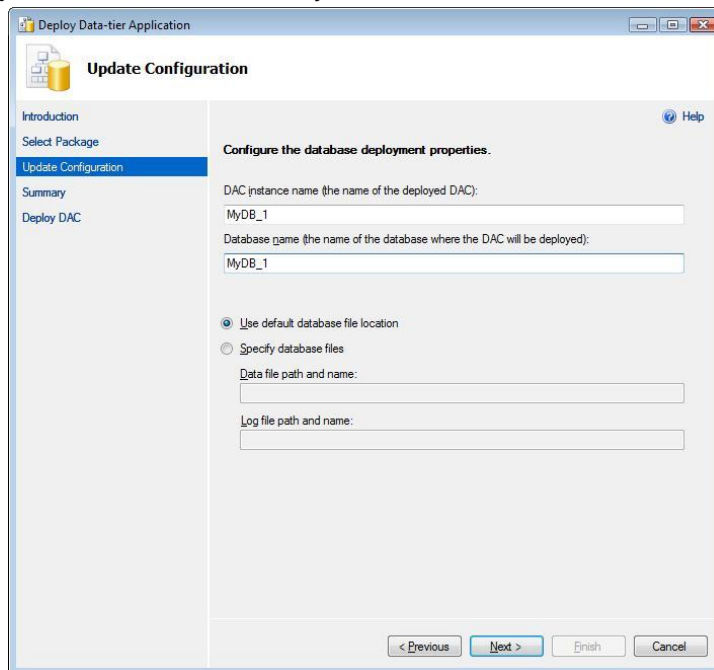 Deploy Data-tier Application
Update Configuration
Introduction
Select Package
Update Configuration
Summary
Deploy DAC
Help
Configure the database deployment properties.
DAC instance name (the name of the deployed DAC):
MyDB_1
Database name (the name of the database where the DAC will be deployed):
MyDB_1
Use default database file location
Specify database files
Data file path and name:
Log file path and name:
< Previous
Next >
Finish
Cancel